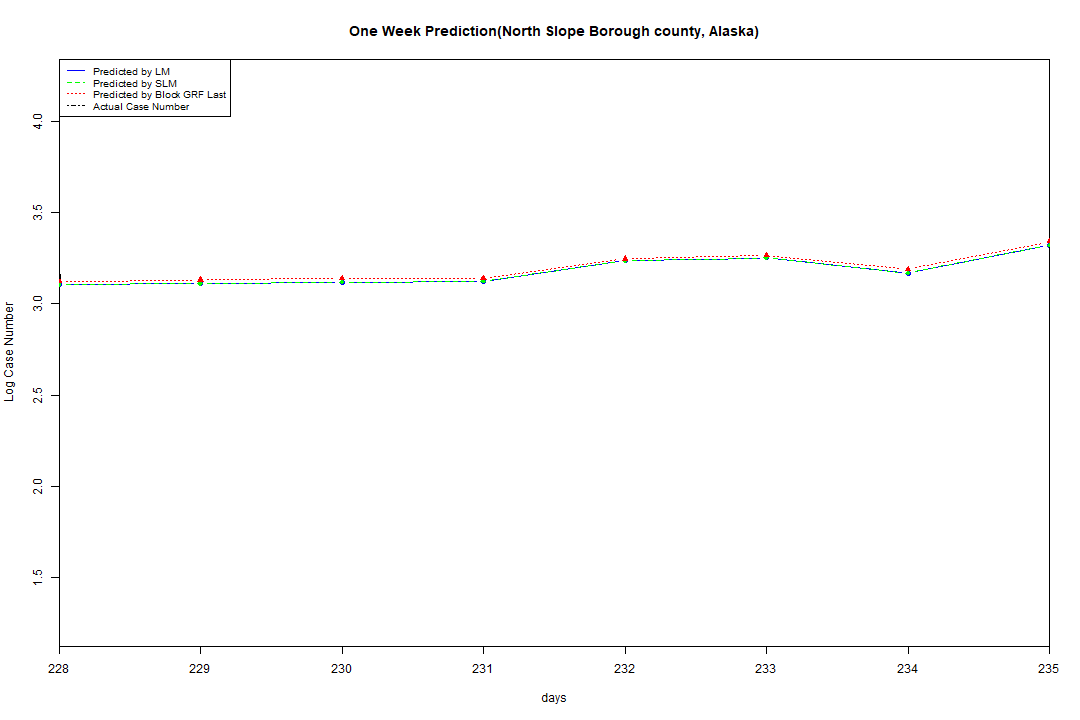 One Week Prediction(North Slope Borough county, Alaska)
Predicted by LM
Predicted by SLM
Predicted by Block GRF Last
Actual Case Number
Log Case Number
4.0
3.5
3.0
2.5
2.0
1.5
228 229 230 231 232 233 234 235
days